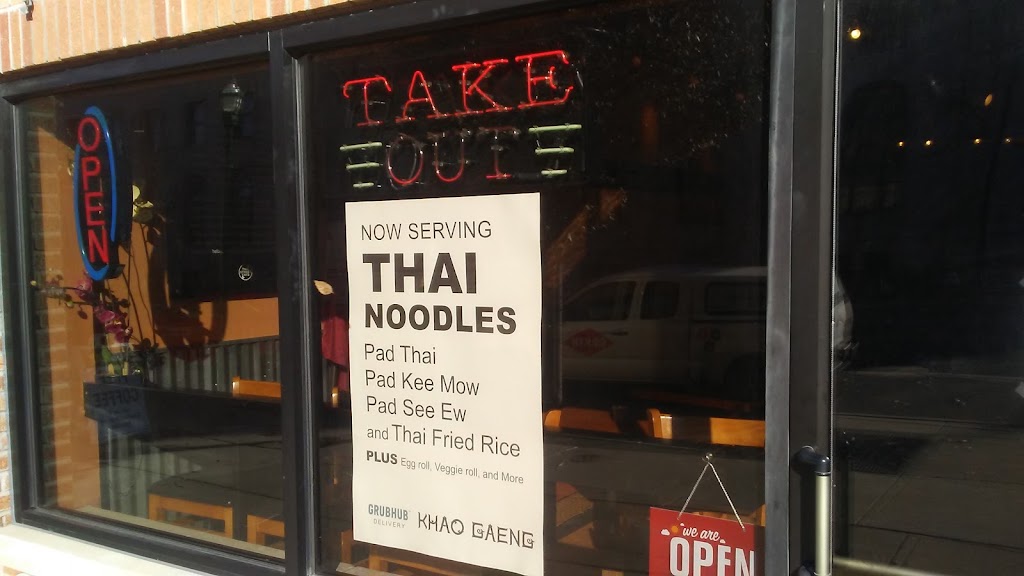 OPEN
TAKE
OUT
NOW SERVING
THAI
NOODLES
Pad Thai
Pad Kee Mow
Pad See Ew
and Thai Fried Rice
PLUS Egg roll, Veggie roll, and More
GRUBHUB
DELIVERY
KHAO GAENG
we are
OPEN